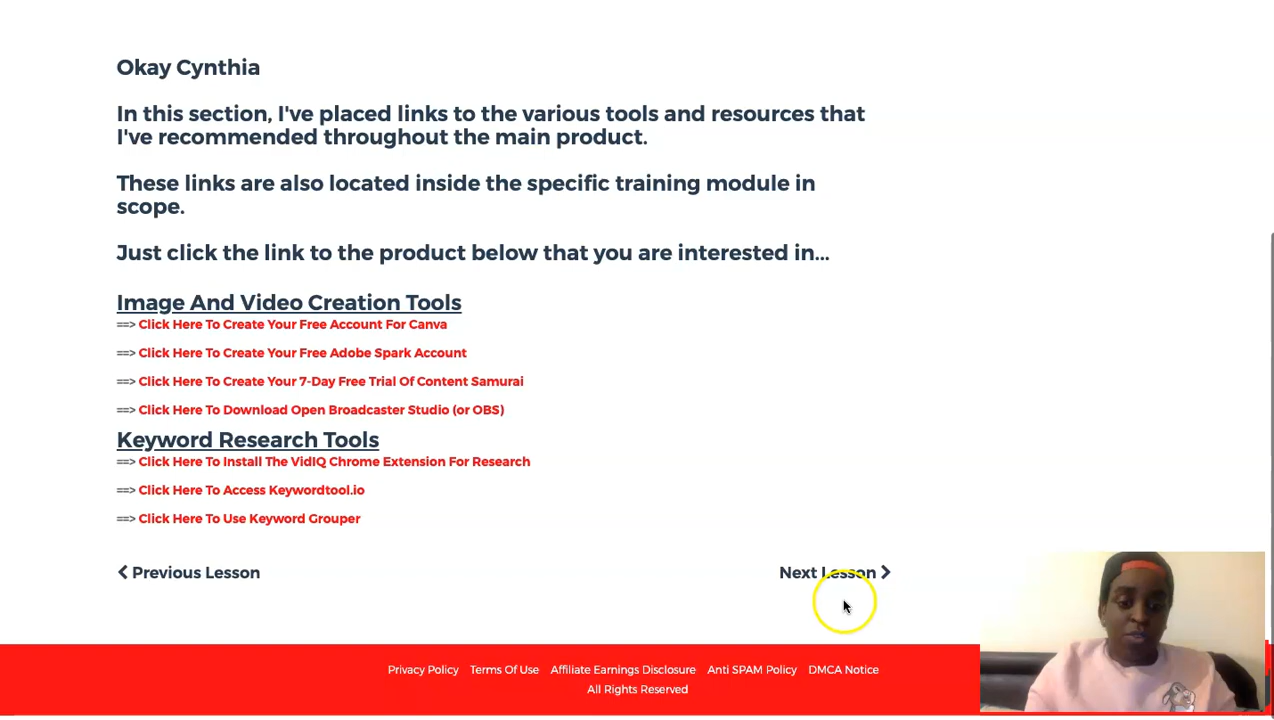 Okay Cynthia
In this section, I've placed links to the various tools and resources that
I've recommended throughout the main product.
These links are also located inside the specific training module in
scope.
Just click the link to the product below that you are interested in...
Image And Video Creation Tools
==> Click Here To Create Your Free Account For Canva
==> Click Here To Create Your Free Adobe Spark Account
==> Click Here To Create Your 7-Day Free Trial Of Content Samurai
==> Click Here To Download Open Broadcaster Studio (or OBS)
Keyword Research Tools
==> Click Here To Install The VidIQ Chrome Extension For Research
==> Click Here To Access Keywordtool.io
==> Click Here To Use Keyword Grouper
Previous Lesson
Next Lesson
Privacy Policy Terms Of Use Affiliate Earnings Disclosure Anti SPAM Policy DMCA Notice
All Rights Reserved